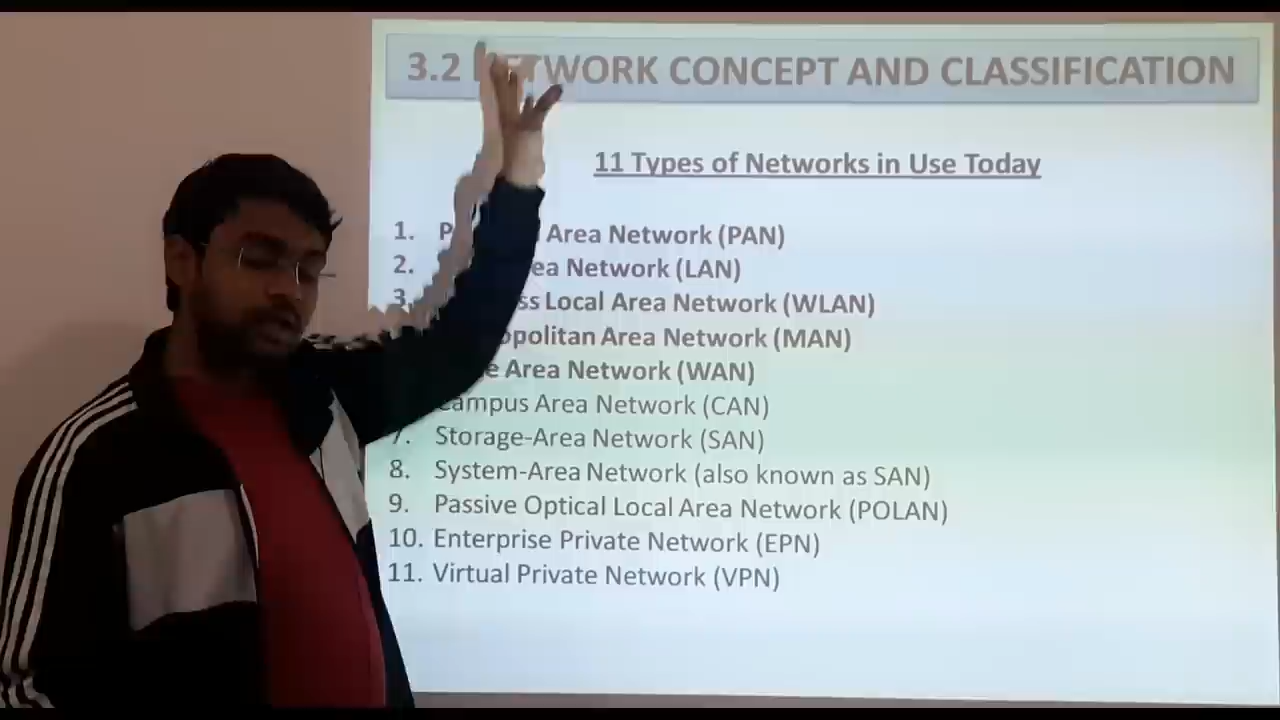 3.2 NETWORK CONCEPT AND CLASSIFICATION
11 Types of Networks in Use Today
1. P Area Network (PAN)
2. ea Network (LAN)
3. ss Local Area Network (WLAN)
opolitan Area Network (MAN)
e Area Network (WAN)
Campus Area Network (CAN)
7. Storage-Area Network (SAN)
8. System-Area Network (also known as SAN)
9. Passive Optical Local Area Network (POLAN)
10. Enterprise Private Network (EPN)
11. Virtual Private Network (VPN)